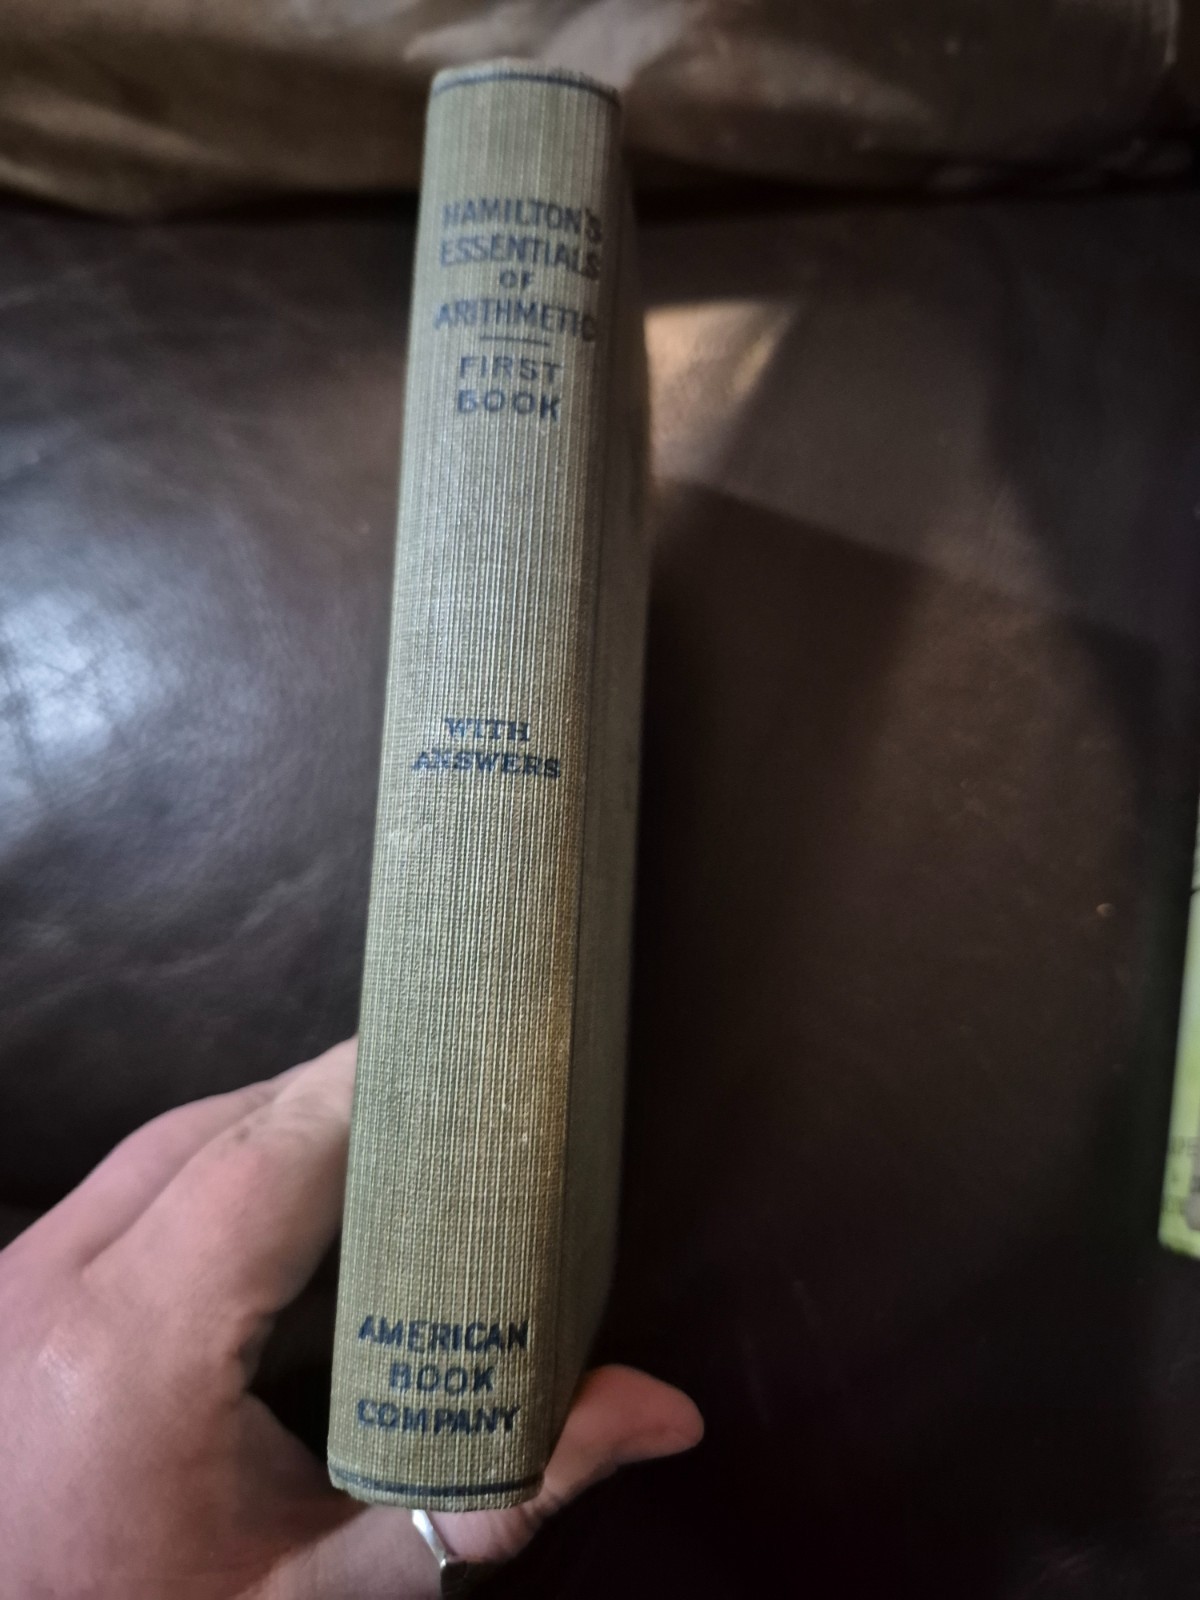 HAMILTON'S
ESSENTIALS
OF
ARITHMETIC
FIRST
BOOK
WITH
ANSWERS
AMERICAN
BOOK
COMPANY